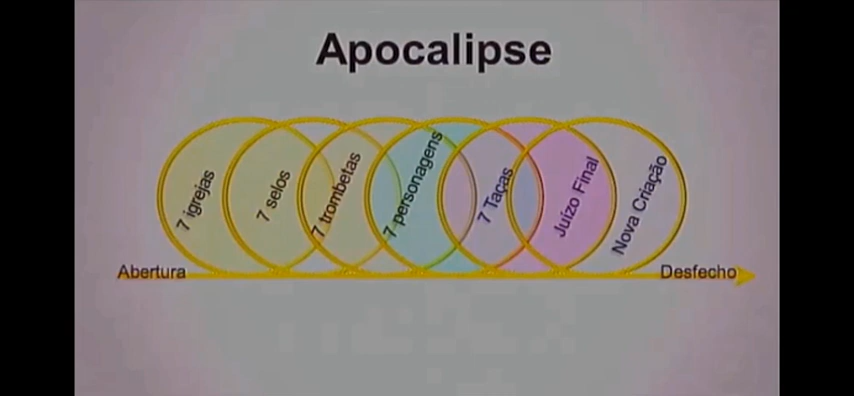 Apocalipse
7 igrejas
7 selos
7 trombetas
7 personagens
7 Taças
Juízo Final
Nova Criação
Abertura
Desfecho